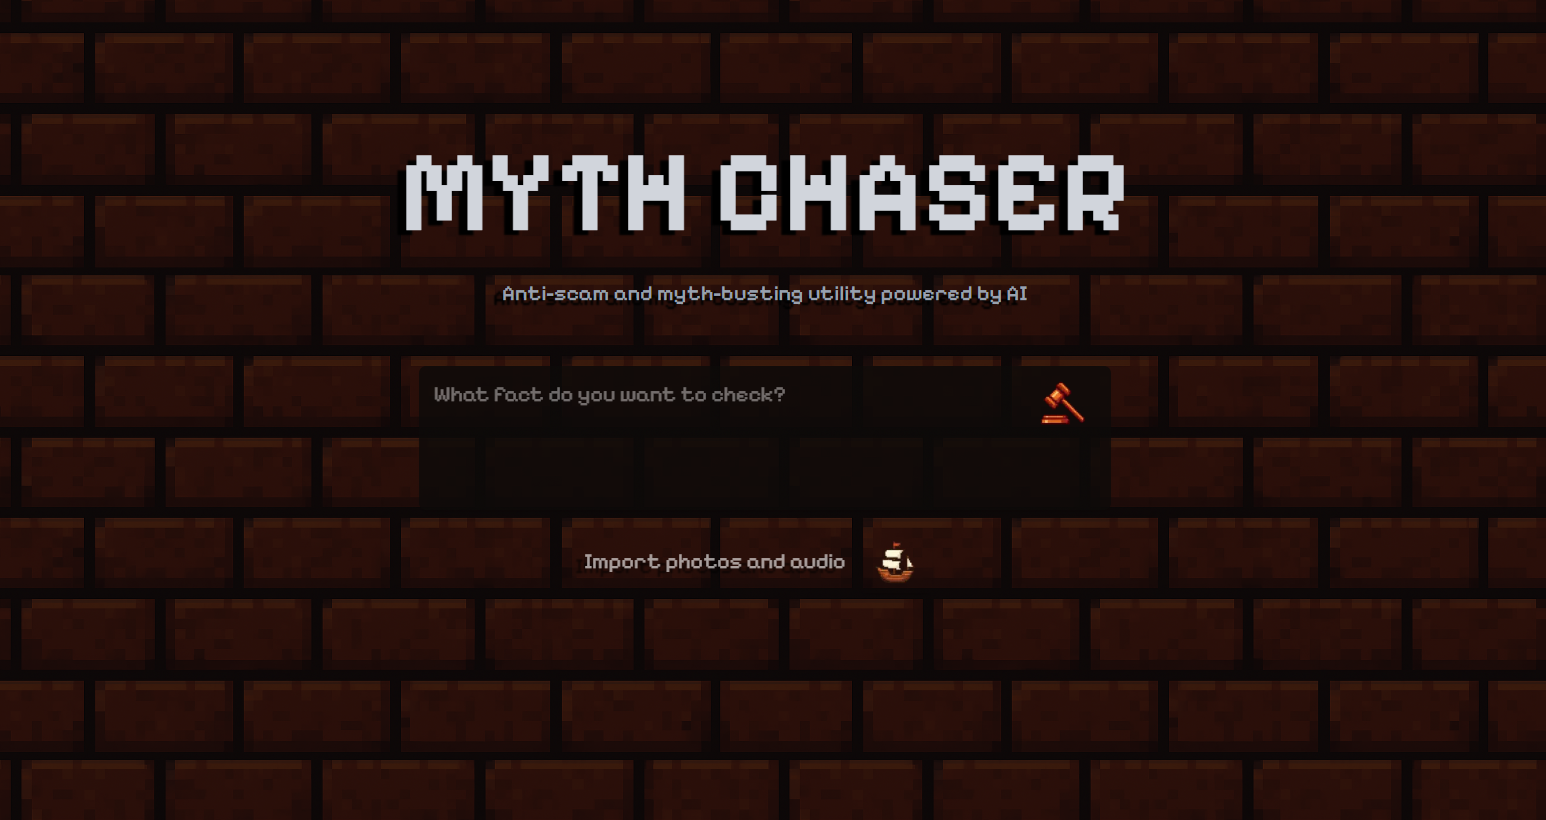 MYTH CHASER
Anti-scam and myth-busting utility powered by AI
What fact do you want to check?
Import photos and audio